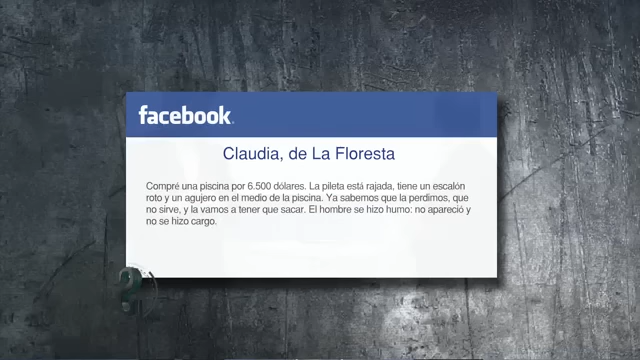 facebook
Claudia, de La Floresta
Compré una piscina por 6.500 dólares. La pileta está rajada, tiene un escalón
roto y un agujero en el medio de la piscina. Ya sabemos que la perdimos, que
no sirve, y la vamos a tener que sacar. El hombre se hizo humo: no apareció y
no se hizo cargo.